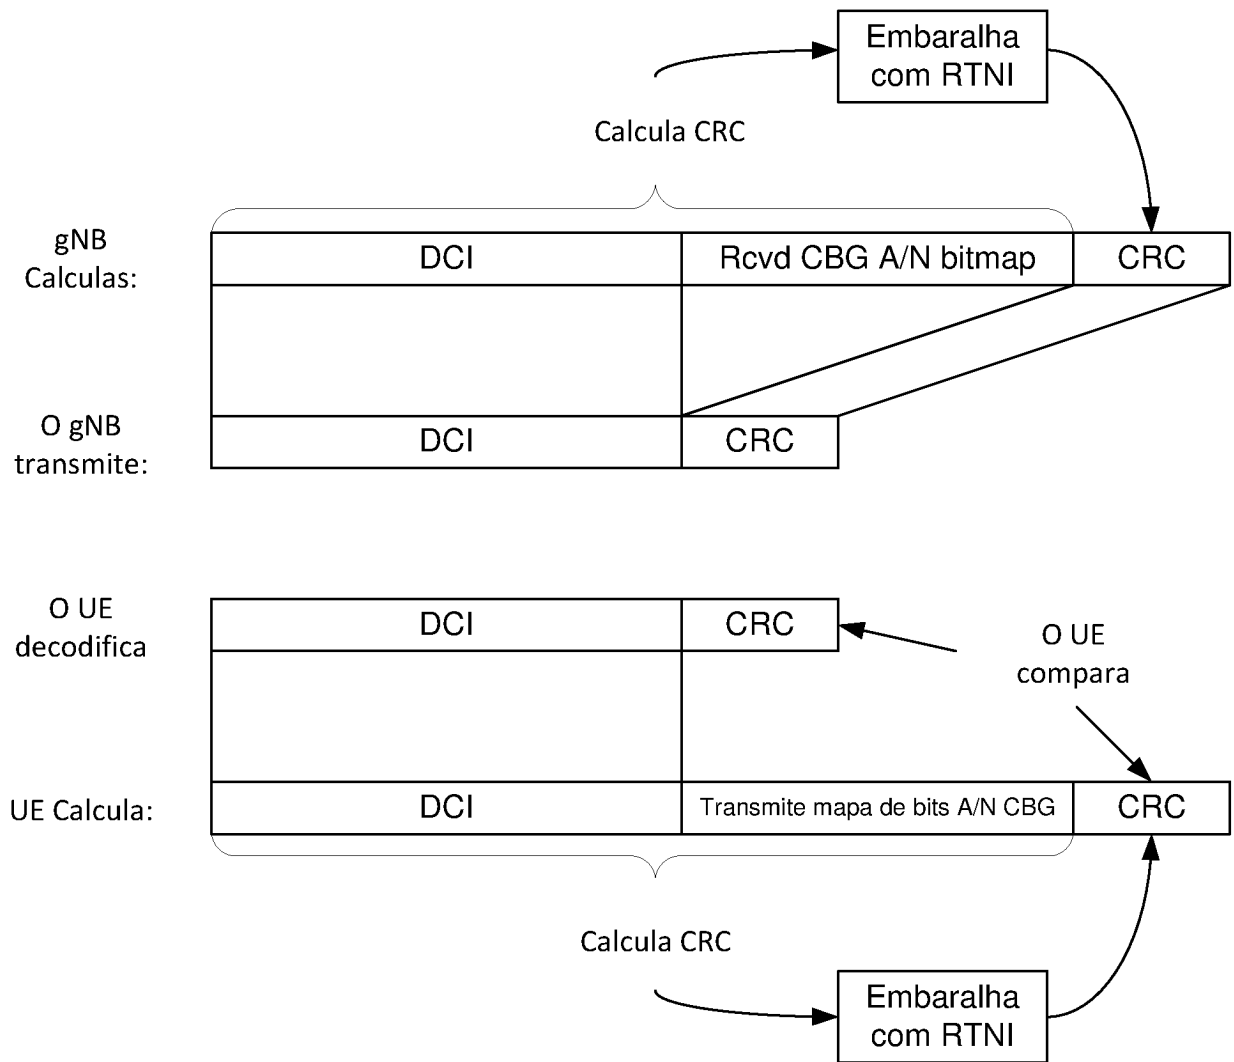 Embaralha
com RTNI
Calcula CRC
gNB
Calculas:
DCI
Rcvd CBG A/N bitmap
CRC
O gNB
transmite:
DCI
CRC
O UE
decodifica
DCI
CRC
O UE
compara
UE Calcula:
DCI
Transmite mapa de bits A/N CBG
CRC
Calcula CRC
Embaralha
com RTNI